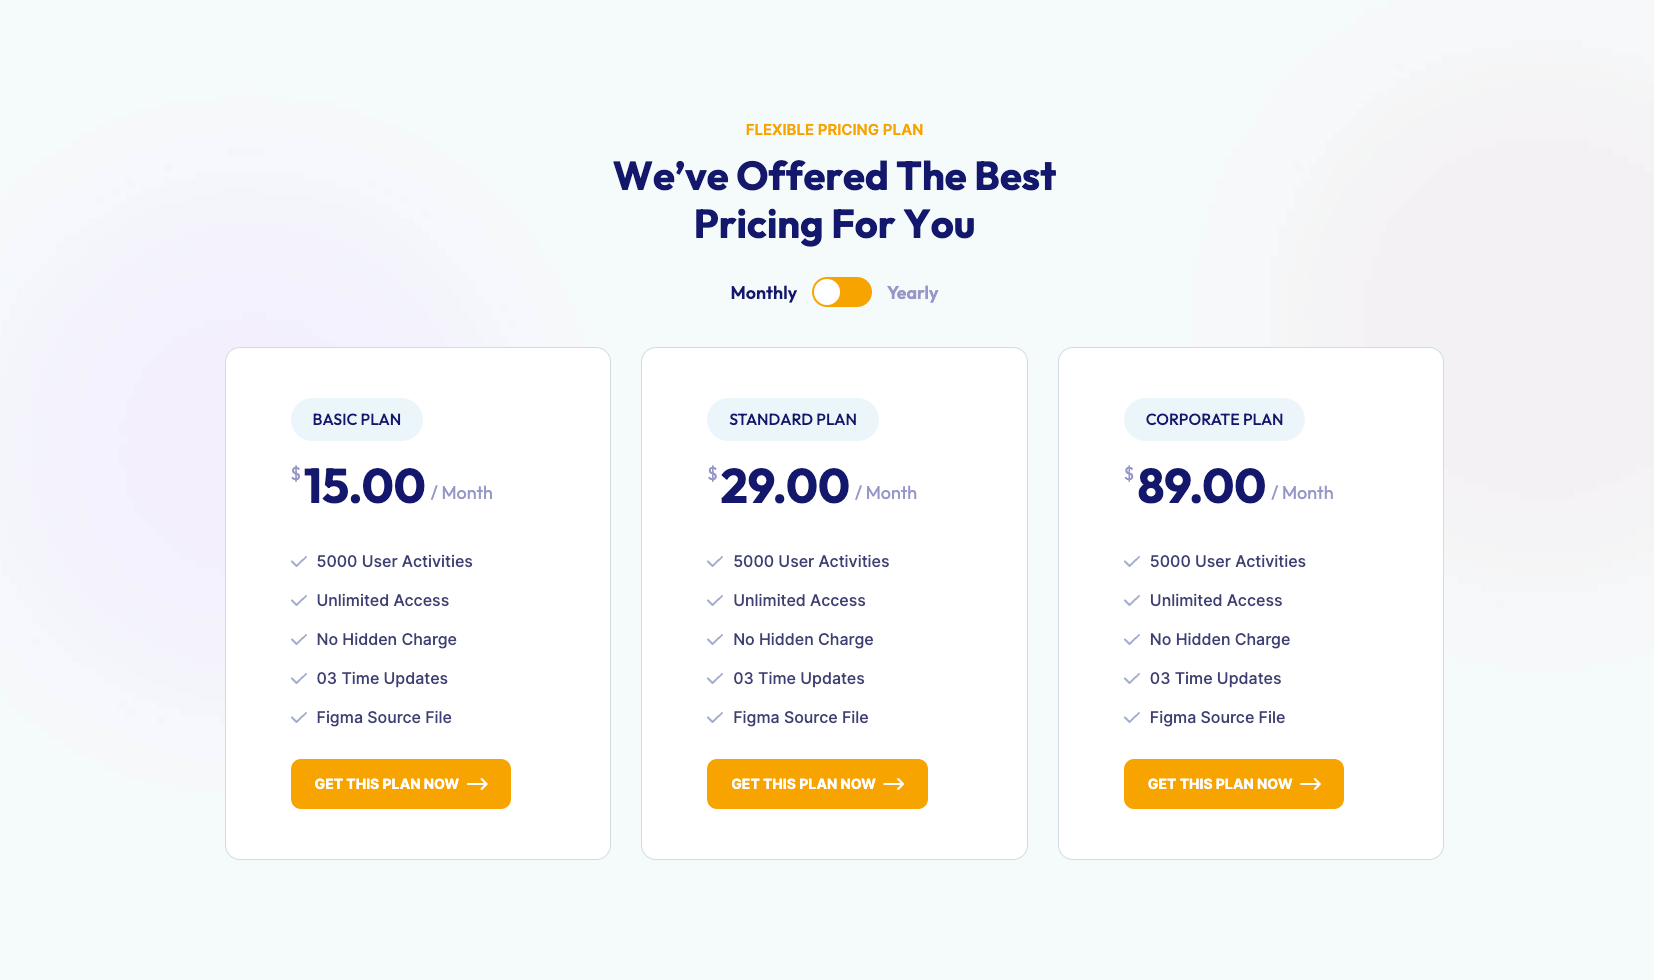 FLEXIBLE PRICING PLAN
We’ve Offered The Best
Pricing For You
Monthly
Yearly
BASIC PLAN
$15.00 / Month
5000 User Activities
Unlimited Access
No Hidden Charge
03 Time Updates
Figma Source File
GET THIS PLAN NOW
STANDARD PLAN
$29.00 / Month
5000 User Activities
Unlimited Access
No Hidden Charge
03 Time Updates
Figma Source File
GET THIS PLAN NOW
CORPORATE PLAN
$89.00 / Month
5000 User Activities
Unlimited Access
No Hidden Charge
03 Time Updates
Figma Source File
GET THIS PLAN NOW